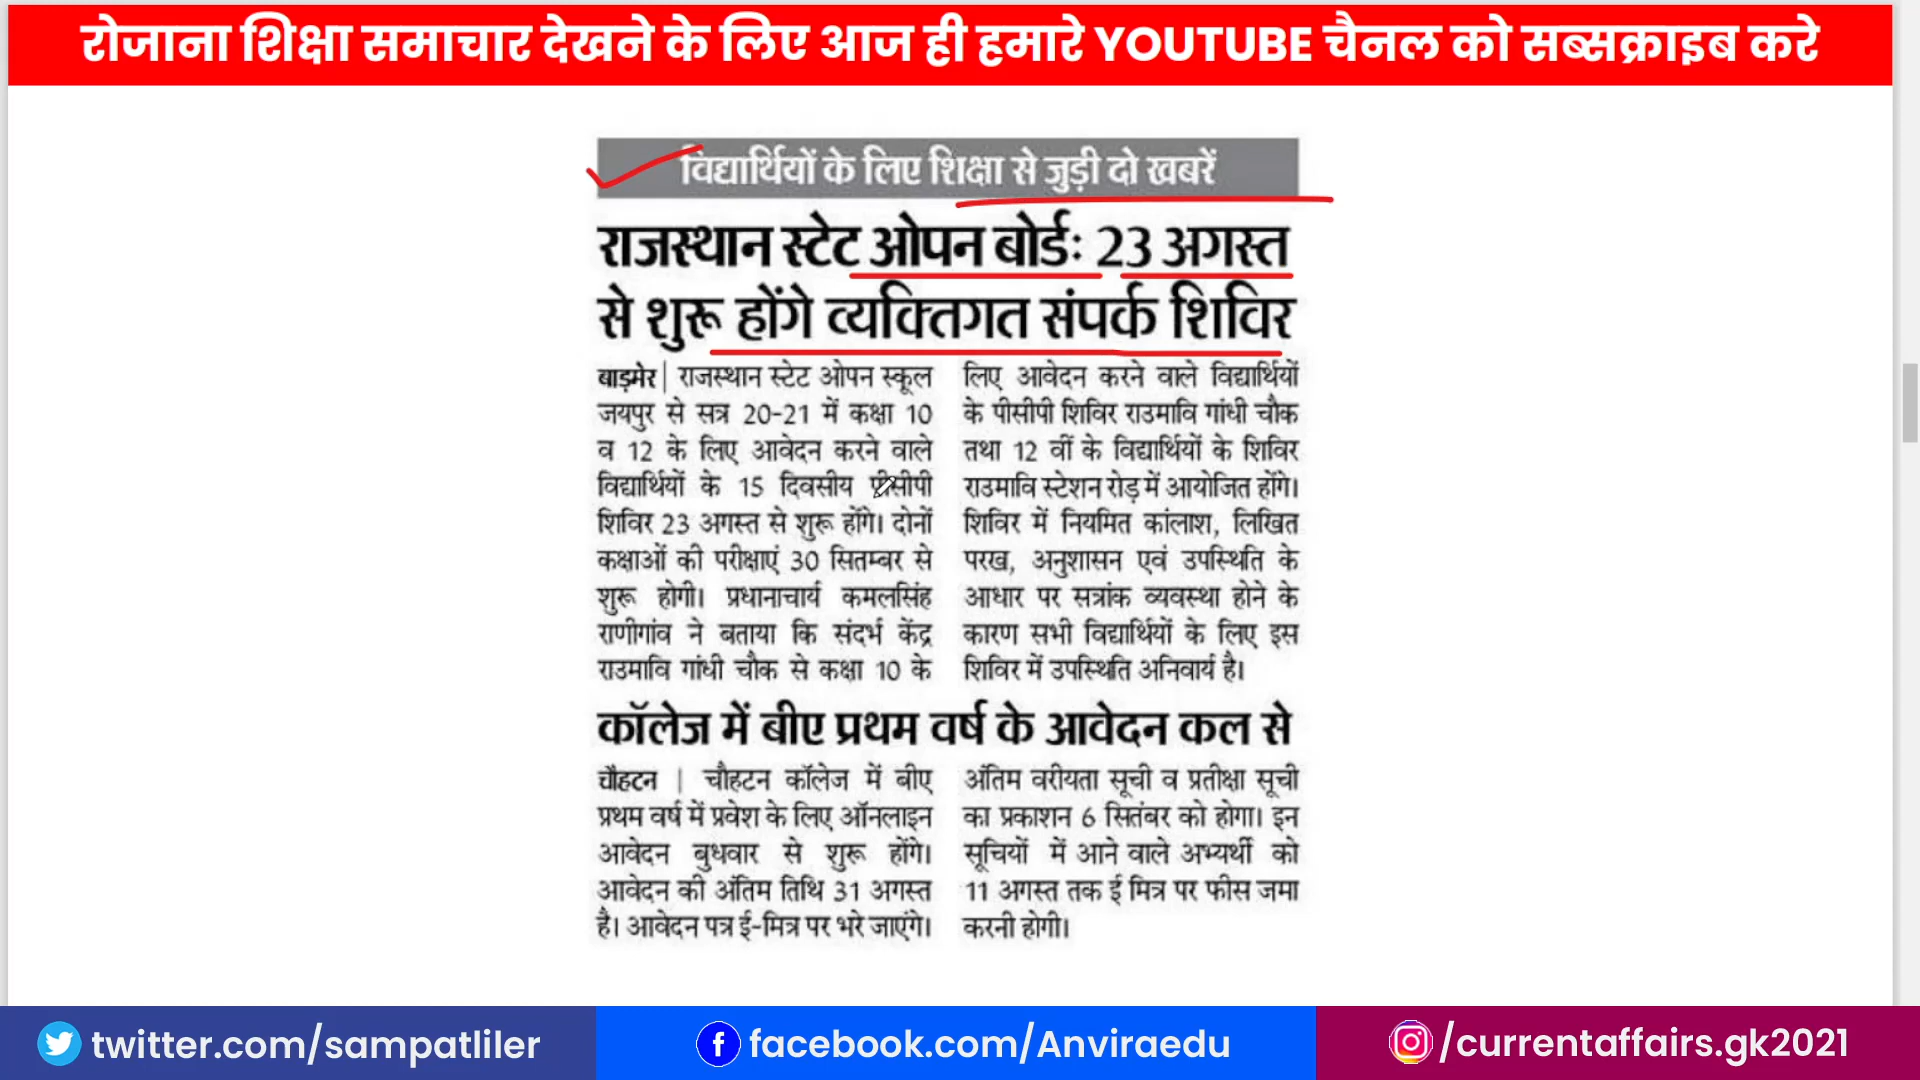 रोजाना शिक्षा समाचार देखने के लिए आज ही हमारे YOUTUBE चैनल को सब्सक्राइब करे
विद्यार्थियों के लिए शिक्षा से जुड़ी दो खबरें
राजस्थान स्टेट ओपन बोर्डः 23 अगस्त
से शुरू होंगे व्यक्तिगत संपर्क शिविर
बाड़मेर | राजस्थान स्टेट ओपन स्कूल
जयपुर से सत्र 20-21 में कक्षा 10
व 12 के लिए आवेदन करने वाले
विद्यार्थियों के 15 दिवसीय पीसीपी
शिविर 23 अगस्त से शुरू होंगे। दोनों
कक्षाओं की परीक्षाएं 30 सितम्बर से
शुरू होगी। प्रधानाचार्य कमलसिंह
राणीगांव ने बताया कि संदर्भ केंद्र
राउमावि गांधी चौक से कक्षा 10 के
लिए आवेदन करने वाले विद्यार्थियों
के पीसीपी शिविर राउमावि गांधी चौक
तथा 12 वीं के विद्यार्थियों के शिविर
राउमावि स्टेशन रोड़ में आयोजित होंगे।
शिविर में नियमित कांलाश, लिखित
परख, अनुशासन एवं उपस्थिति के
आधार पर सत्रांक व्यवस्था होने के
कारण सभी विद्यार्थियों के लिए इस
शिविर में उपस्थिति अनिवार्य है।
कॉलेज में बीए प्रथम वर्ष के आवेदन कल से
चौहटन | चौहटन कॉलेज में बीए
प्रथम वर्ष में प्रवेश के लिए ऑनलाइन
आवेदन बुधवार से शुरू होंगे।
आवेदन की अंतिम तिथि 31 अगस्त
है। आवेदन पत्र ई-मित्र पर भरे जाएंगे।
अंतिम वरीयता सूची व प्रतीक्षा सूची
का प्रकाशन 6 सितंबर को होगा। इन
सूचियों में आने वाले अभ्यर्थी को
11 अगस्त तक ई मित्र पर फीस जमा
करनी होगी।
twitter.com/sampatliler
facebook.com/Anviraedu
/currentaffairs.gk2021